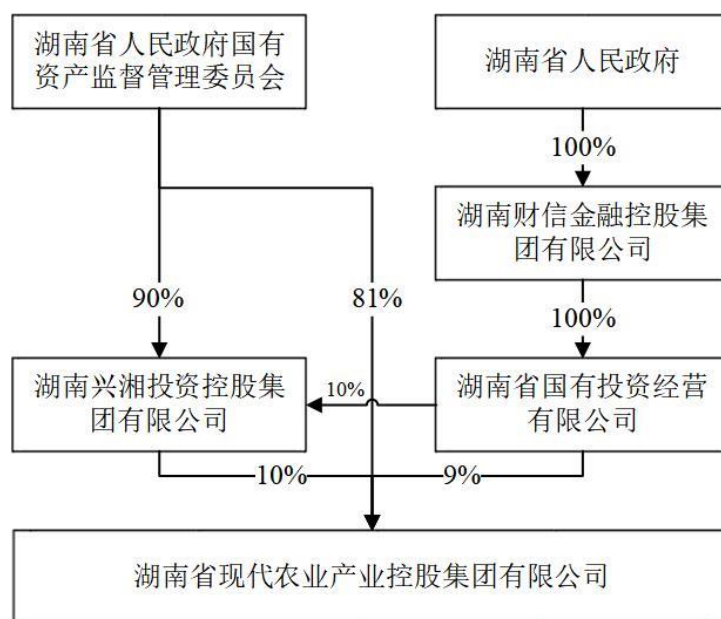 湖南省人民政府国有
资产监督管理委员会
湖南省人民政府
100%
湖南财信金融控股集
团有限公司
90%
81%
100%
湖南兴湘投资控股集
团有限公司
10%
湖南省国有投资经营
有限公司
10%
9%
湖南省现代农业产业控股集团有限公司